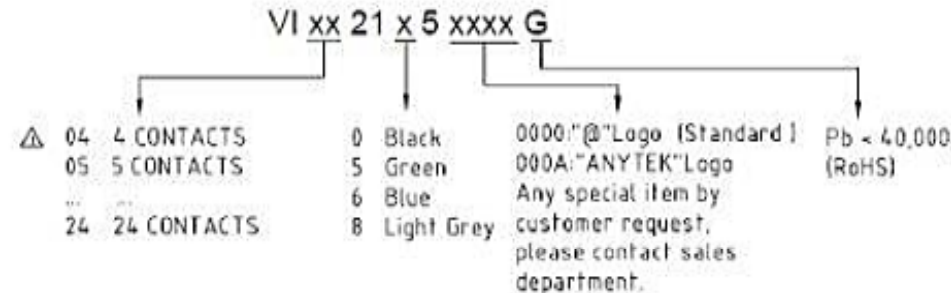 VI xx 21 x 5 xxxx G
04 4 CONTACTS
05 5 CONTACTS
... ...
24 24 CONTACTS
0 Black
5 Green
6 Blue
8 Light Grey
0000:"@"Logo (Standard)
000A:"ANYTEK"Logo
Any special item by
customer request,
please contact sales
department.
Pb < 40,000
(RoHS)